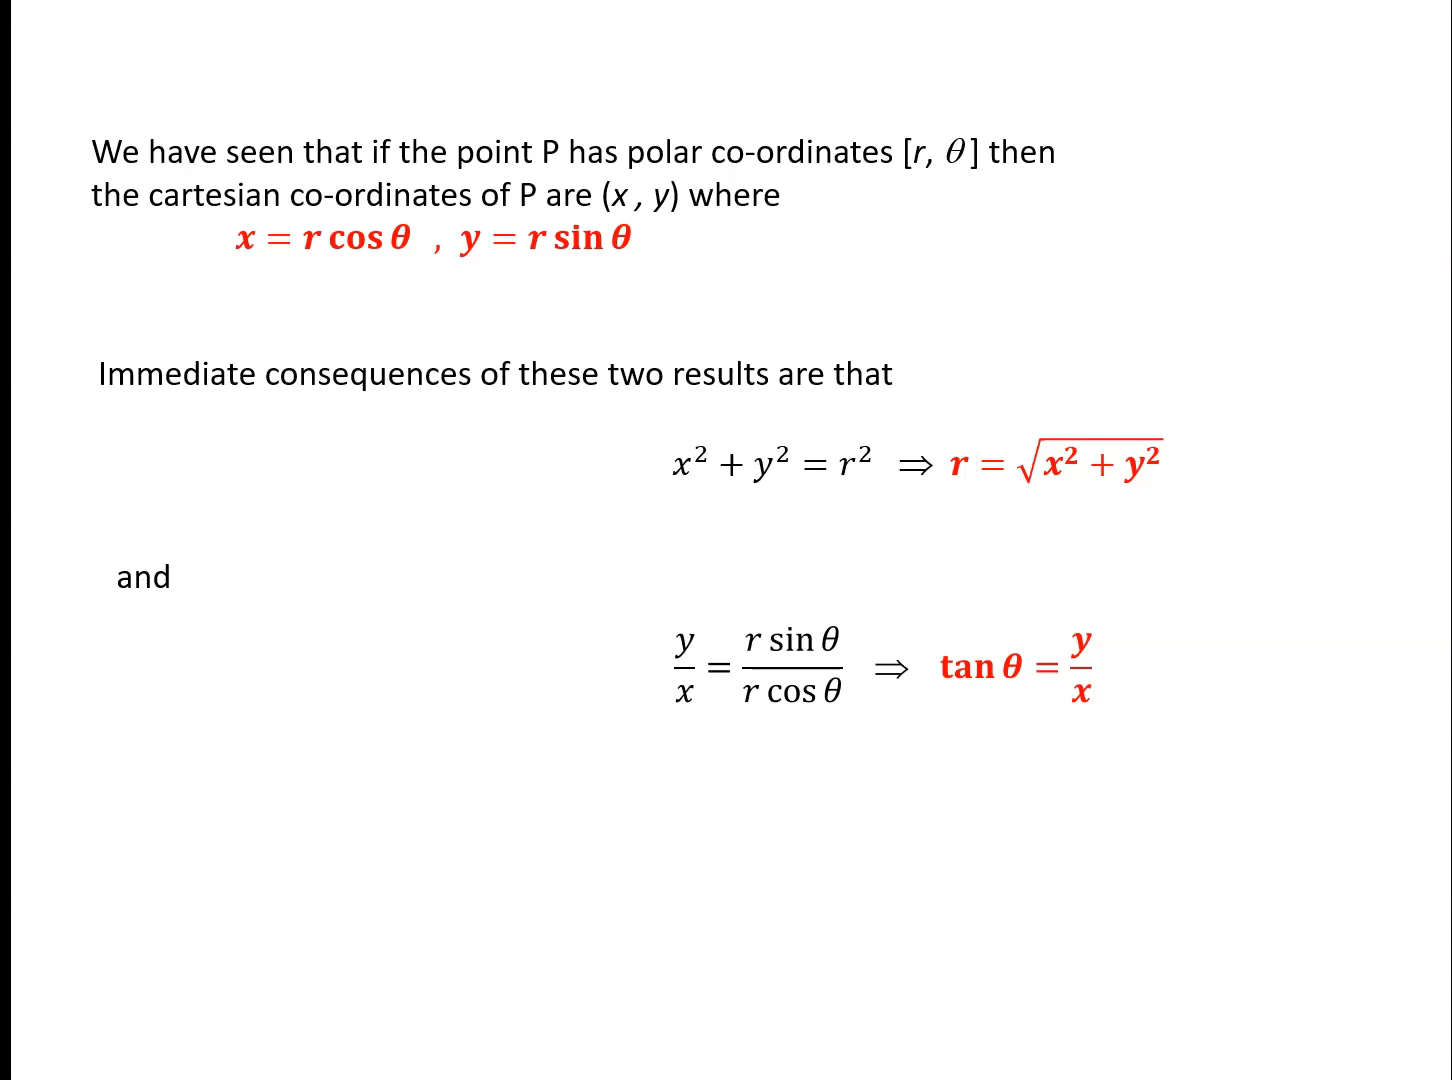 We have seen that if the point P has polar co-ordinates [r, θ] then
the cartesian co-ordinates of P are (x , y) where
x = r cos θ , y = r sin θ
Immediate consequences of these two results are that
x² + y² = r² ⇒ r = √(x² + y²)
and
y/x = r sin θ / r cos θ ⇒ tan θ = y/x